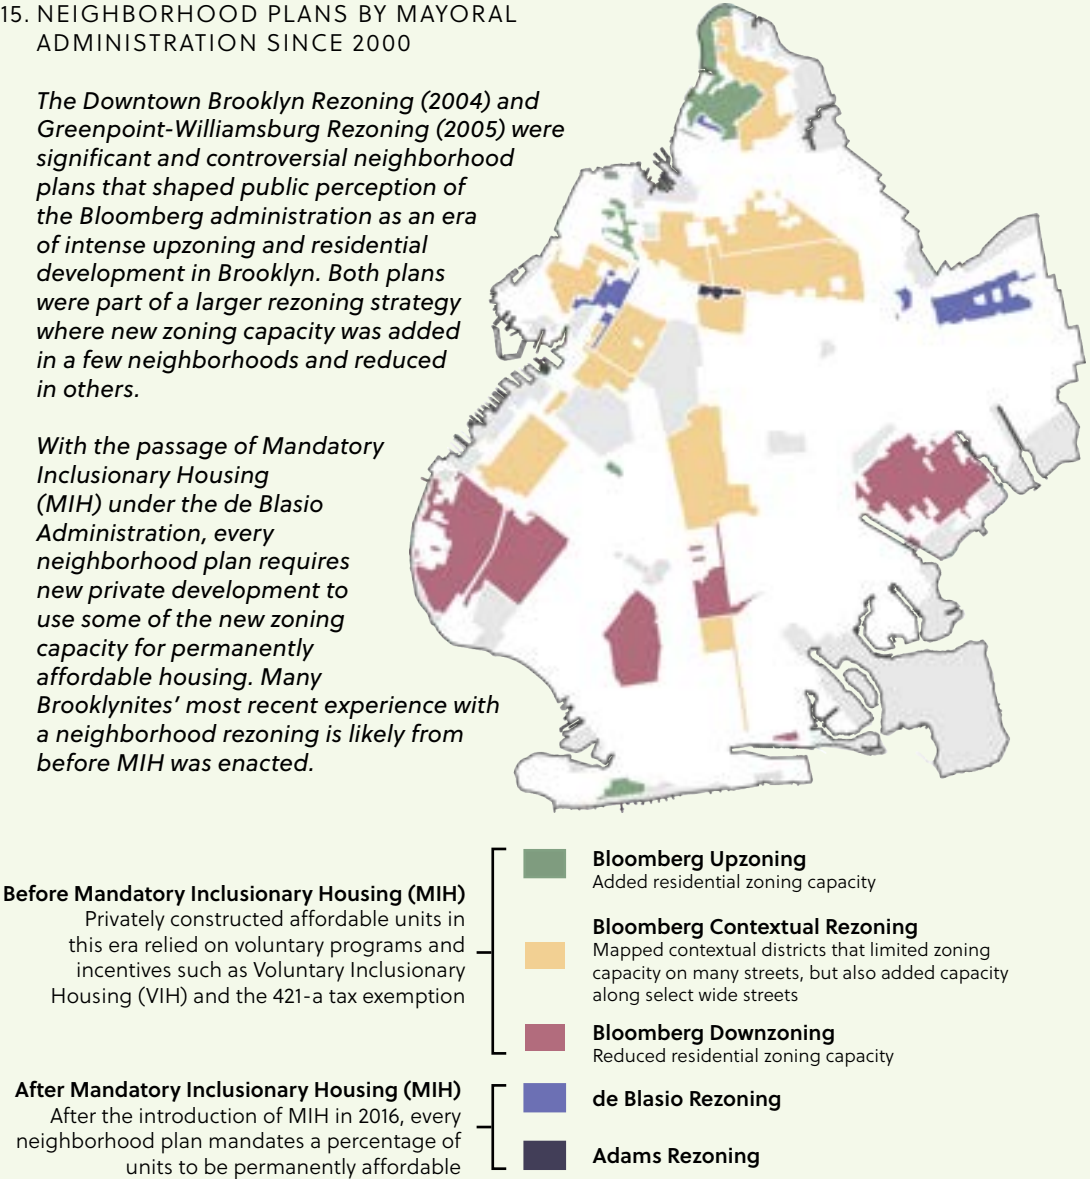 15. NEIGHBORHOOD PLANS BY MAYORAL
ADMINISTRATION SINCE 2000
The Downtown Brooklyn Rezoning (2004) and
Greenpoint-Williamsburg Rezoning (2005) were
significant and controversial neighborhood
plans that shaped public perception of
the Bloomberg administration as an era
of intense upzoning and residential
development in Brooklyn. Both plans
were part of a larger rezoning strategy
where new zoning capacity was added
in a few neighborhoods and reduced
in others.
With the passage of Mandatory
Inclusionary Housing
(MIH) under the de Blasio
Administration, every
neighborhood plan requires
new private development to
use some of the new zoning
capacity for permanently
affordable housing. Many
Brooklynites’ most recent experience with
a neighborhood rezoning is likely from
before MIH was enacted.
Before Mandatory Inclusionary Housing (MIH)
Privately constructed affordable units in
this era relied on voluntary programs and
incentives such as Voluntary Inclusionary
Housing (VIH) and the 421-a tax exemption
Bloomberg Upzoning
Added residential zoning capacity
Bloomberg Contextual Rezoning
Mapped contextual districts that limited zoning
capacity on many streets, but also added capacity
along select wide streets
Bloomberg Downzoning
Reduced residential zoning capacity
After Mandatory Inclusionary Housing (MIH)
After the introduction of MIH in 2016, every
neighborhood plan mandates a percentage of
units to be permanently affordable
de Blasio Rezoning
Adams Rezoning